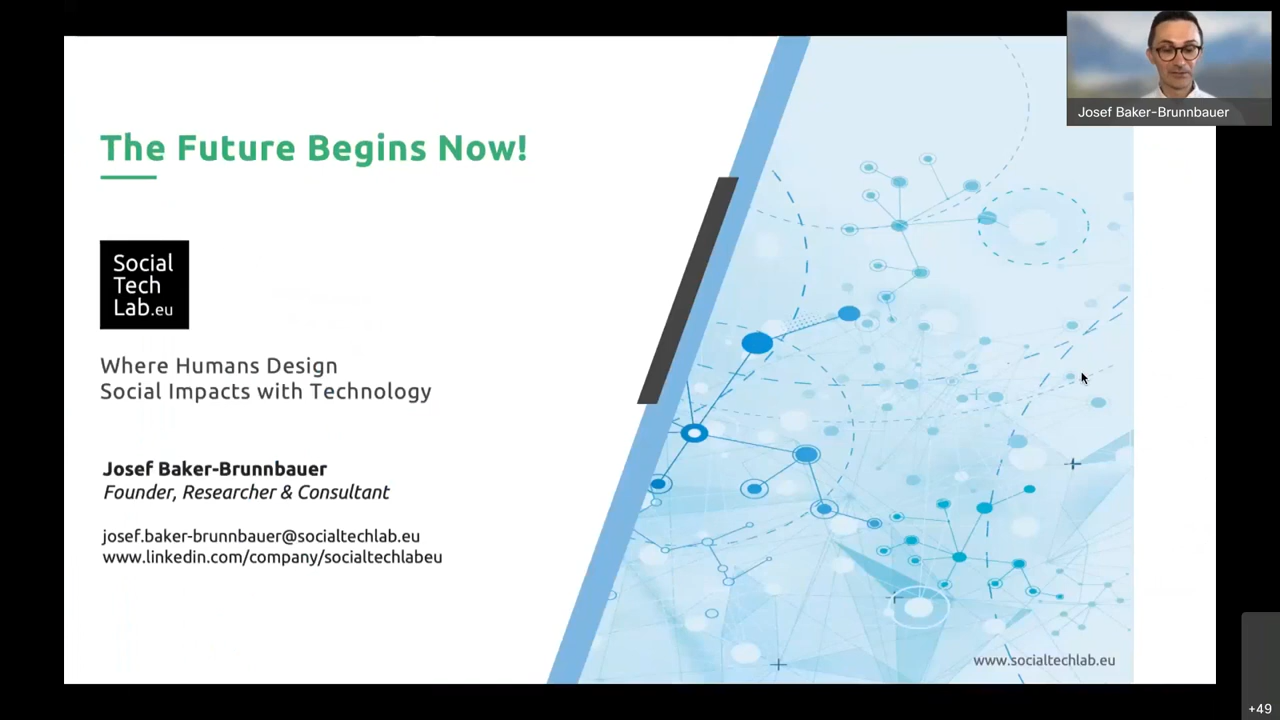 Josef Baker-Brunnbauer
The Future Begins Now!
Social
Tech
Lab.eu
Where Humans Design
Social Impacts with Technology
Josef Baker-Brunnbauer
Founder, Researcher & Consultant
josef.baker-brunnbauer@socialtechlab.eu
www.linkedin.com/company/socialtechlabeu
www.socialtechlab.eu
+49